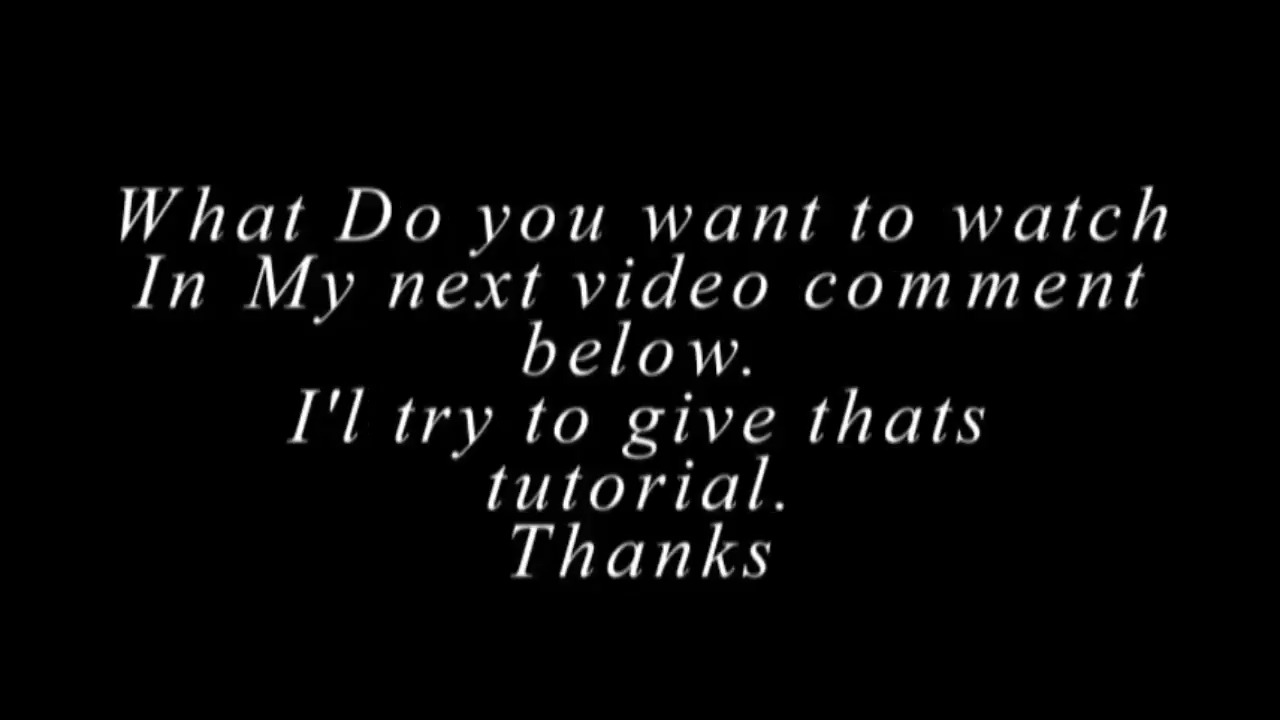 What Do you want to watch
In My next video comment
below.
I'l try to give thats
tutorial.
Thanks